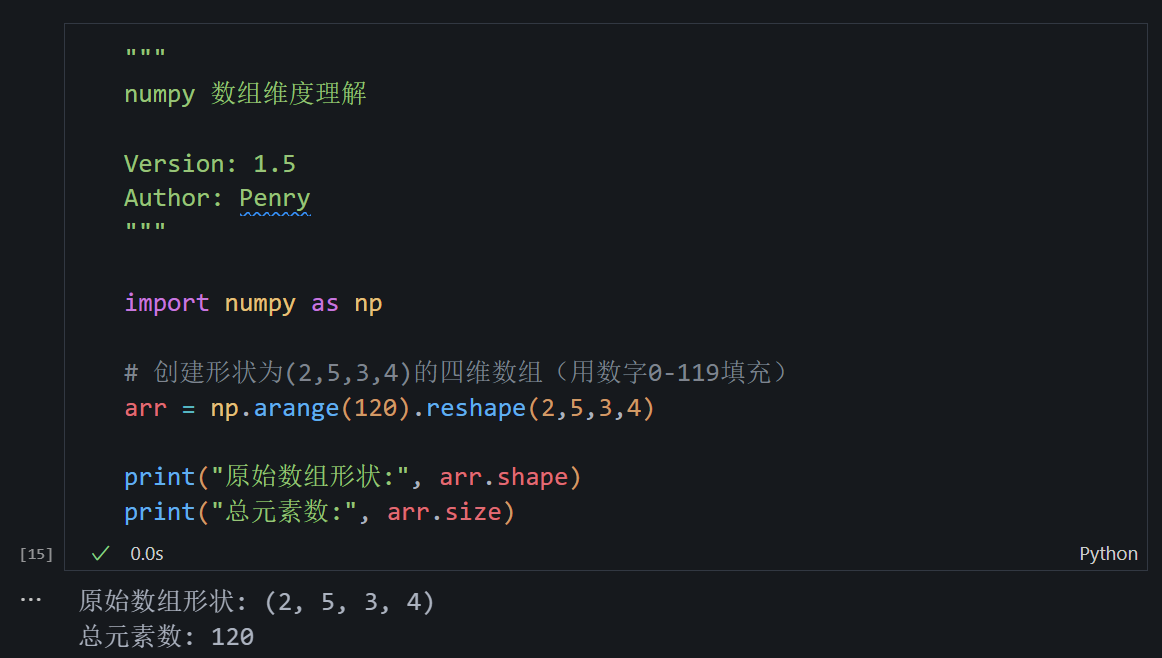 """
numpy 数组维度理解
Version: 1.5
Author: Penry
"""
import numpy as np
# 创建形状为(2,5,3,4)的四维数组（用数字0-119填充）
arr = np.arange(120).reshape(2,5,3,4)
print("原始数组形状:", arr.shape)
print("总元素数:", arr.size)
[15] ✓ 0.0s Python
... 原始数组形状: (2, 5, 3, 4)
总元素数: 120